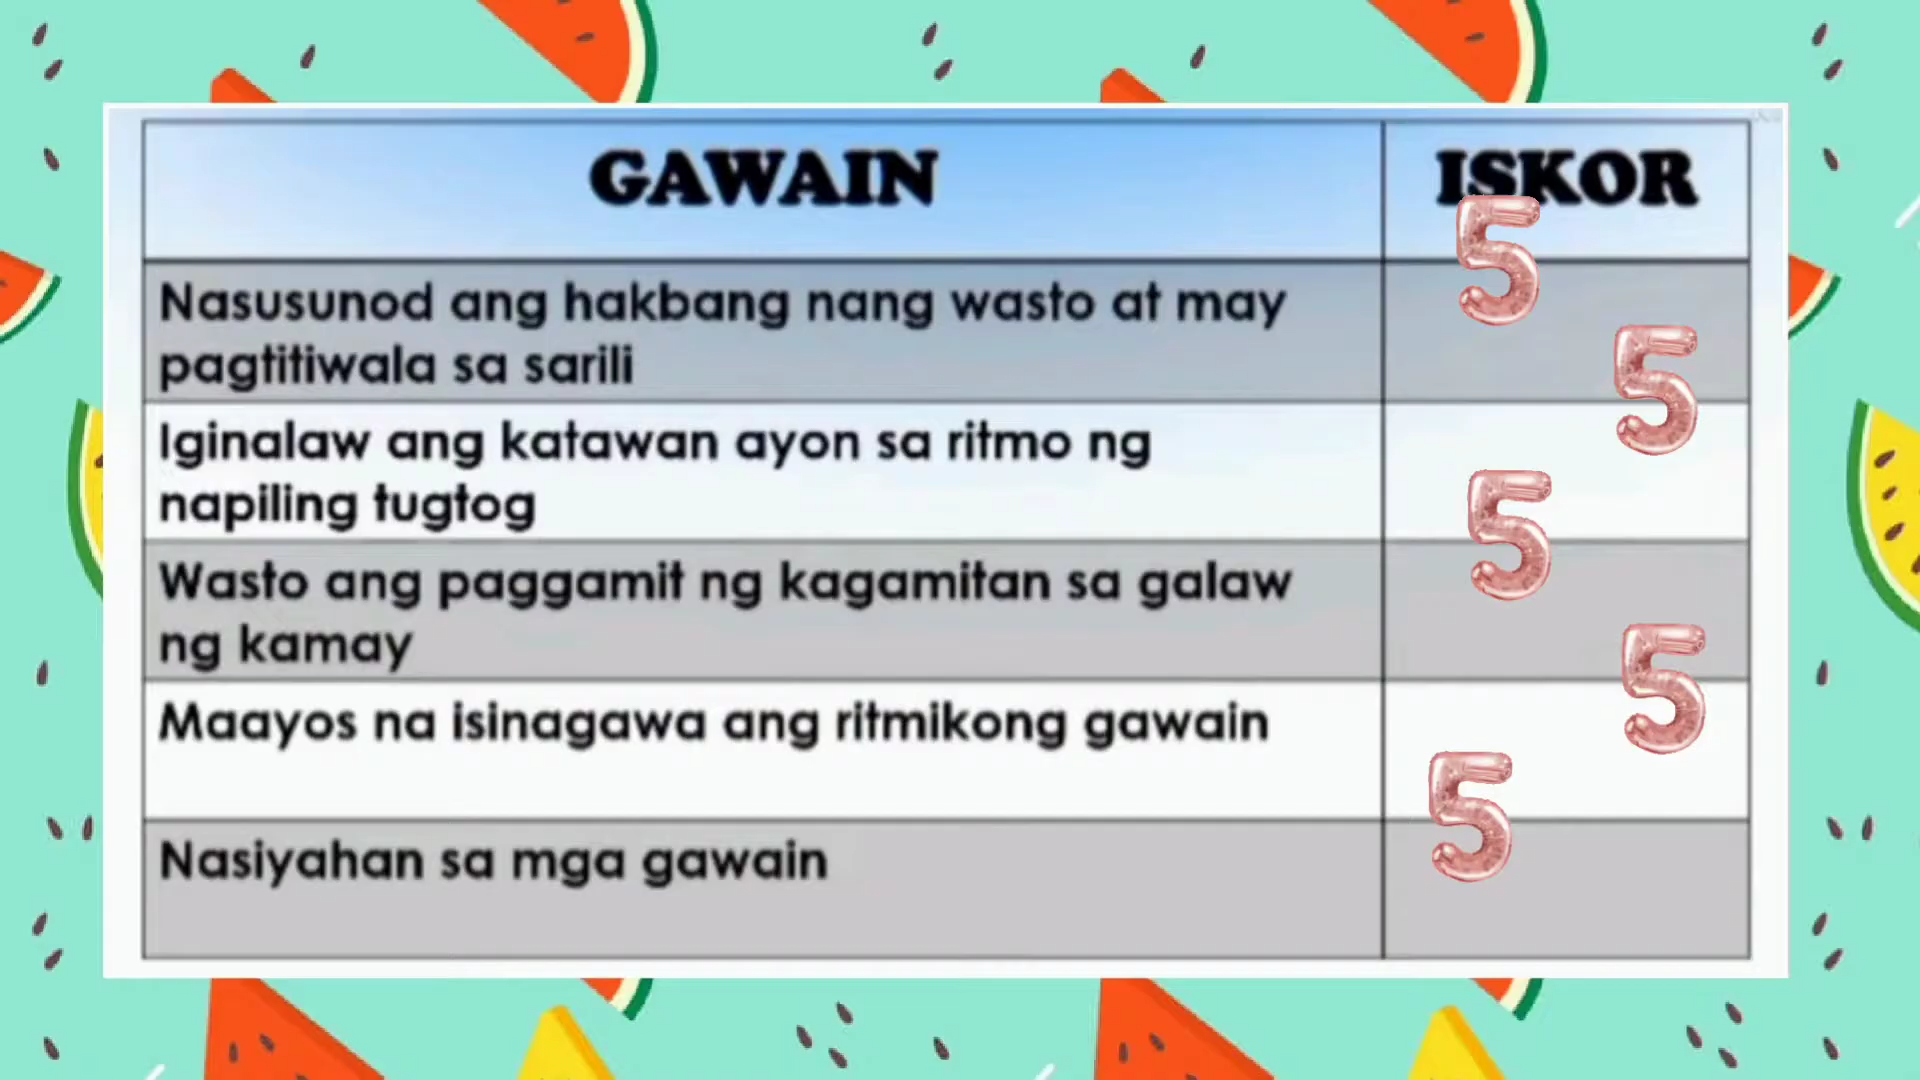 GAWAIN ISKOR
5
Nasusunod ang hakbang nang wasto at may
pagtitiwala sa sarili
5
Iginalaw ang katawan ayon sa ritmo ng
napiling tugtog
5
Wasto ang paggamit ng kagamitan sa galaw
ng kamay
5
Maayos na isinagawa ang ritmikong gawain
5
Nasiyahan sa mga gawain